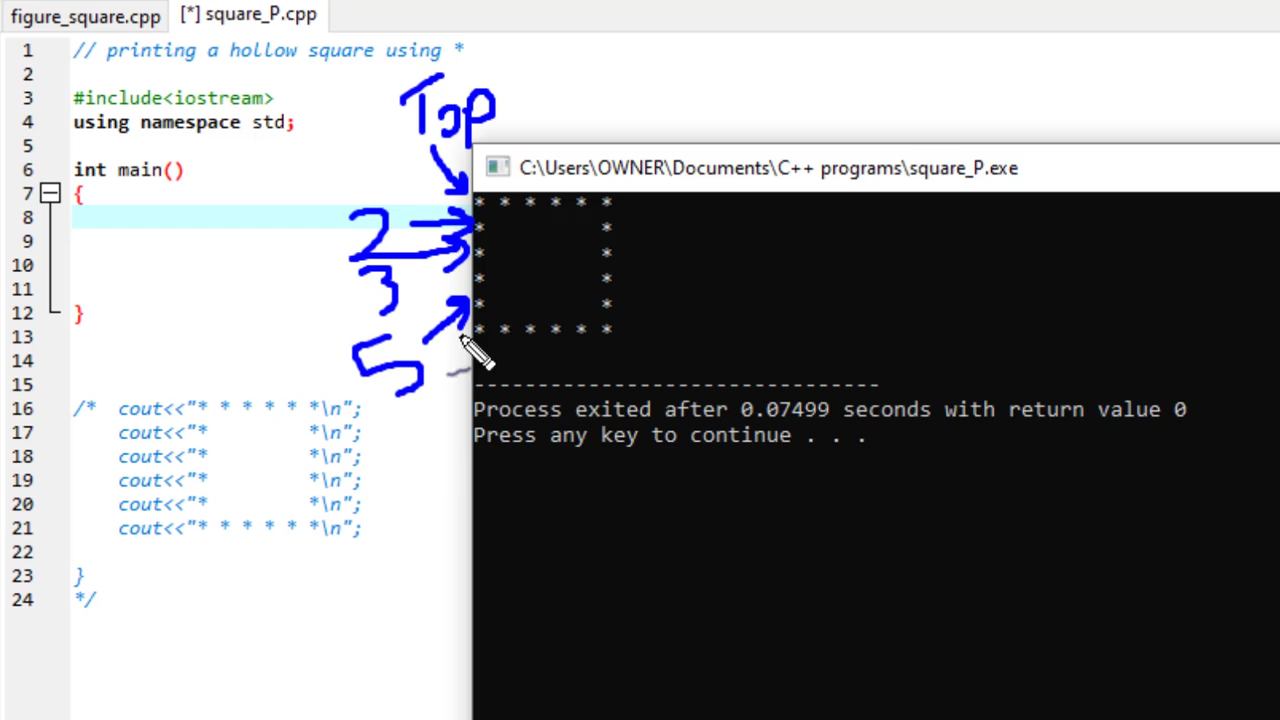 figure_square.cpp [*] square_P.cpp
1 // printing a hollow square using *
2
3 #include<iostream>
4 using namespace std;
5
6 int main()
7 {
8
9
10
11
12 }
13
14
15
16 /*  cout<<"* * * * * *\n";
17     cout<<"*         *\n";
18     cout<<"*         *\n";
19     cout<<"*         *\n";
20     cout<<"*         *\n";
21     cout<<"* * * * * *\n";
22
23 }
24 */
Top
2
3
5
C:\Users\OWNER\Documents\C++ programs\square_P.exe
* * * * * *
*         *
*         *
*         *
*         *
* * * * * *
--------------------------------
Process exited after 0.07499 seconds with return value 0
Press any key to continue . . .